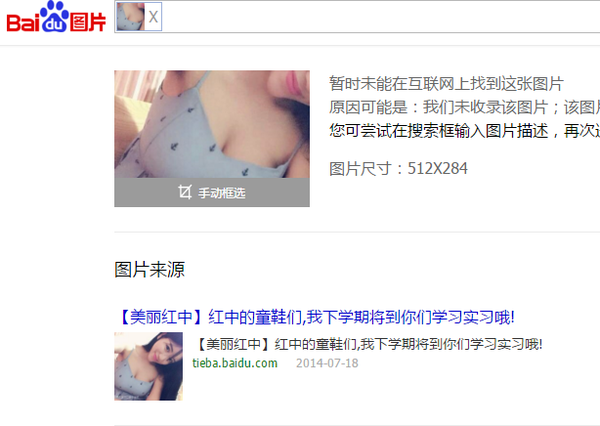 Bai du 图片
X
暂时未能在互联网上找到这张图片
原因可能是：我们未收录该图片；该图
您可尝试在搜索框输入图片描述，再次
手动框选
图片尺寸：512X284
图片来源
【美丽红中】红中的童鞋们,我下学期将到你们学习实习哦!
【美丽红中】红中的童鞋们,我下学期将到你们学习实习哦!
tieba.baidu.com 2014-07-18